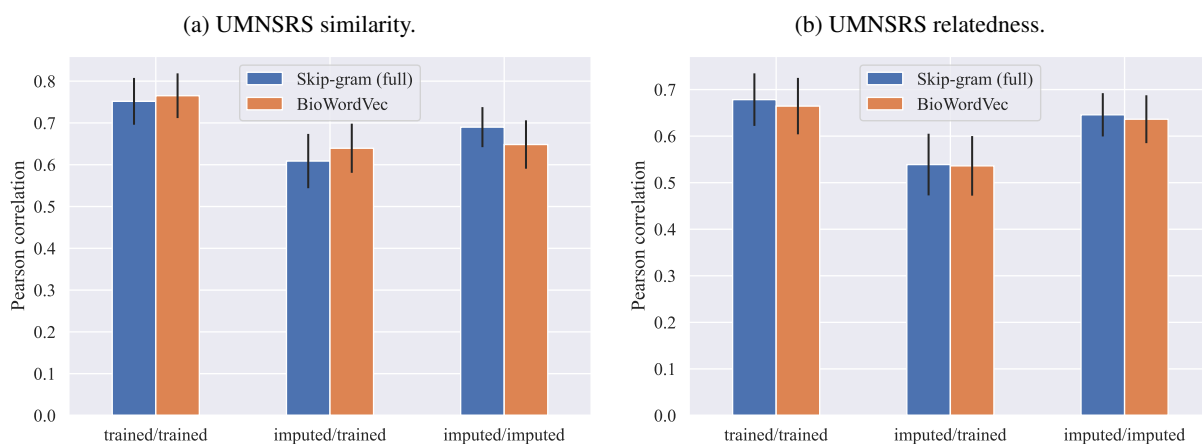 (a) UMNSRS similarity.
Pearson correlation
0.8
0.7
0.6
0.5
0.4
0.3
0.2
0.1
0.0
Skip-gram (full)
BioWordVec
trained/trained
imputed/trained
imputed/imputed
(b) UMNSRS relatedness.
Pearson correlation
0.7
0.6
0.5
0.4
0.3
0.2
0.1
0.0
Skip-gram (full)
BioWordVec
trained/trained
imputed/trained
imputed/imputed